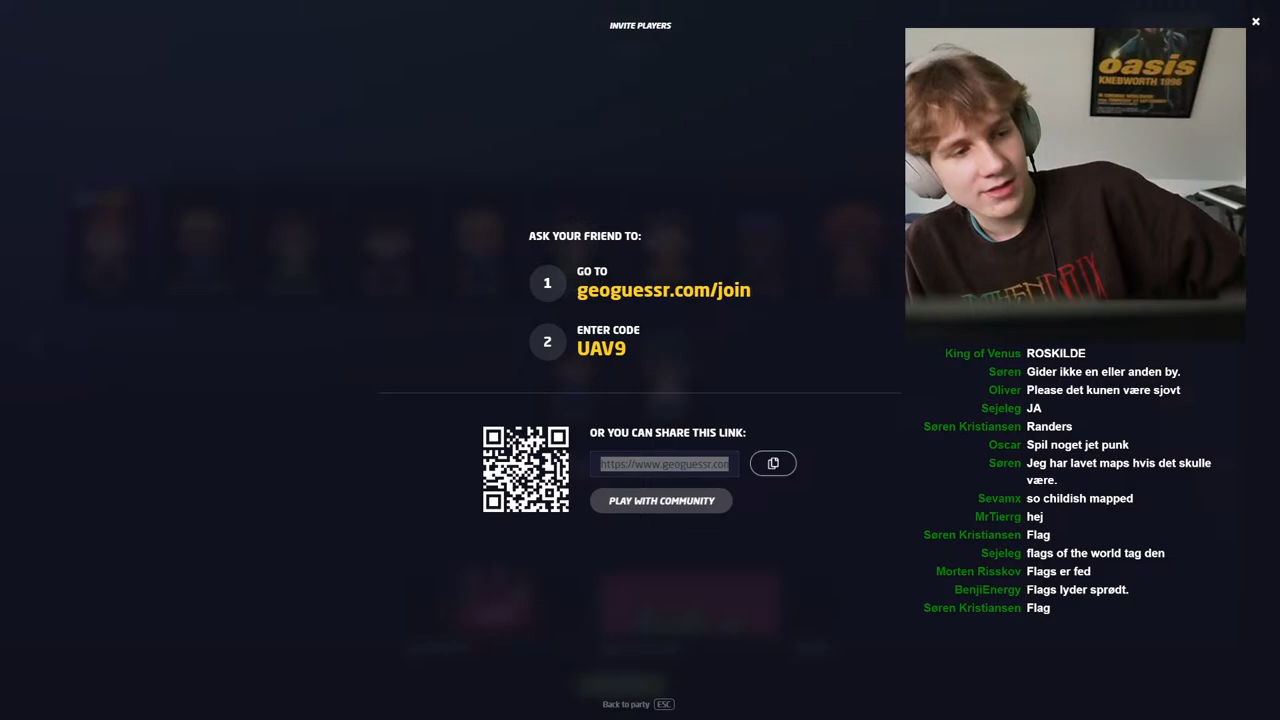 INVITE PLAYERS
×
oasis
KNEBWORTH 1996
ASK YOUR FRIEND TO:
1
GO TO
geoguessr.com/join
2
ENTER CODE
UAV9
OR YOU CAN SHARE THIS LINK:
https://www.geoguessr.con
PLAY WITH COMMUNITY
King of Venus ROSKILDE
Søren Gider ikke en eller anden by.
Oliver Please det kunen være sjovt
Sejeleg JA
Søren Kristiansen Randers
Oscar Spil noget jet punk
Søren Jeg har lavet maps hvis det skulle
være.
Sevamx so childish mapped
MrTierrg hej
Søren Kristiansen Flag
Sejeleg flags of the world tag den
Morten Risskov Flags er fed
BenjiEnergy Flags lyder sprødt.
Søren Kristiansen Flag
Back to party ESC